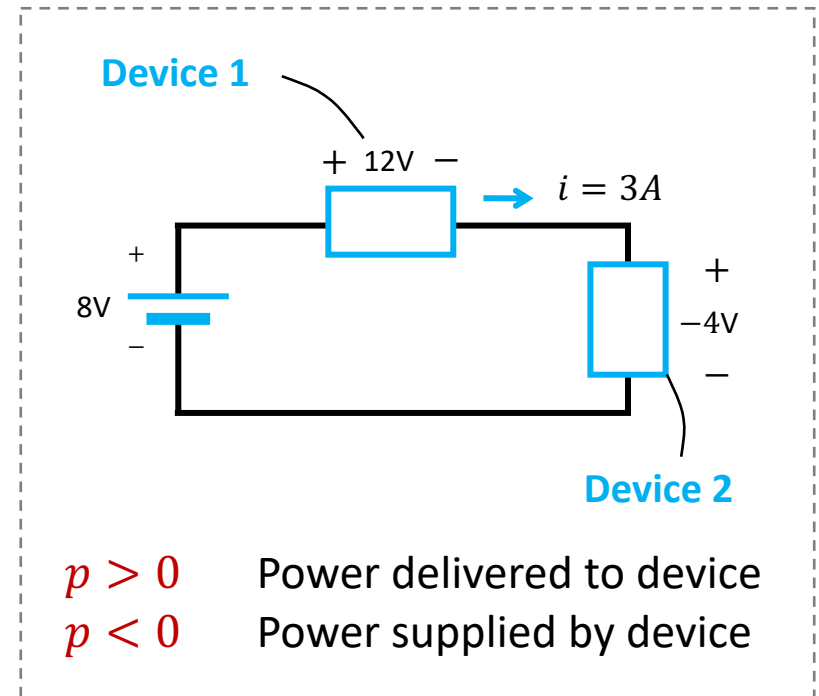 Device 1
+ 12V −
i = 3A
+
8V
−
+
−4V
−
Device 2
p > 0 Power delivered to device
p < 0 Power supplied by device